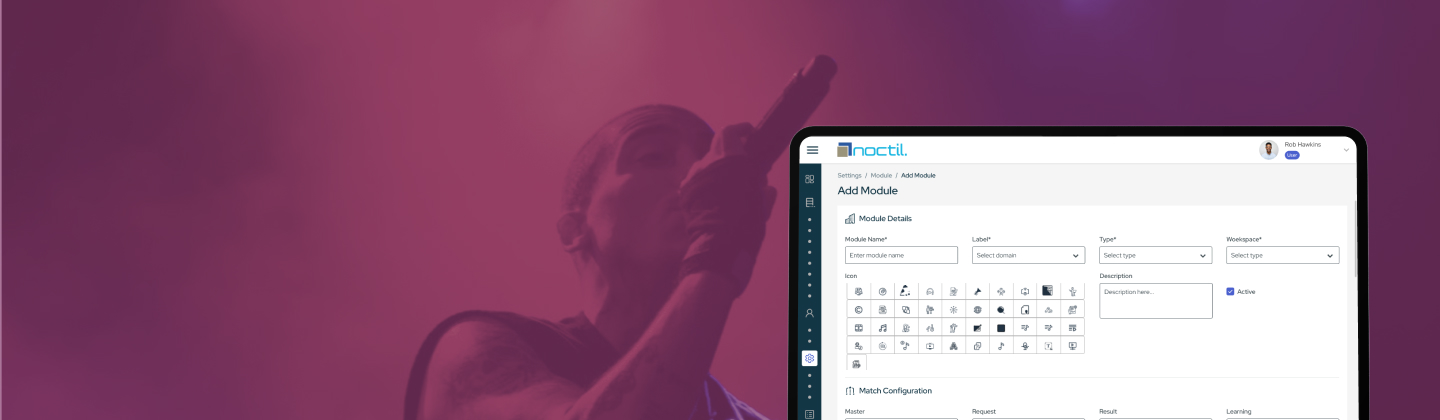 noctil.
Rob Hawkins
User
Settings / Module / Add Module
Add Module
Module Details
Module Name* Label* Type* Woekspace*
Enter module name Select domain Select type Select type
Icon Description
Description here... Active
Match Configuration
Master Request Result Learning